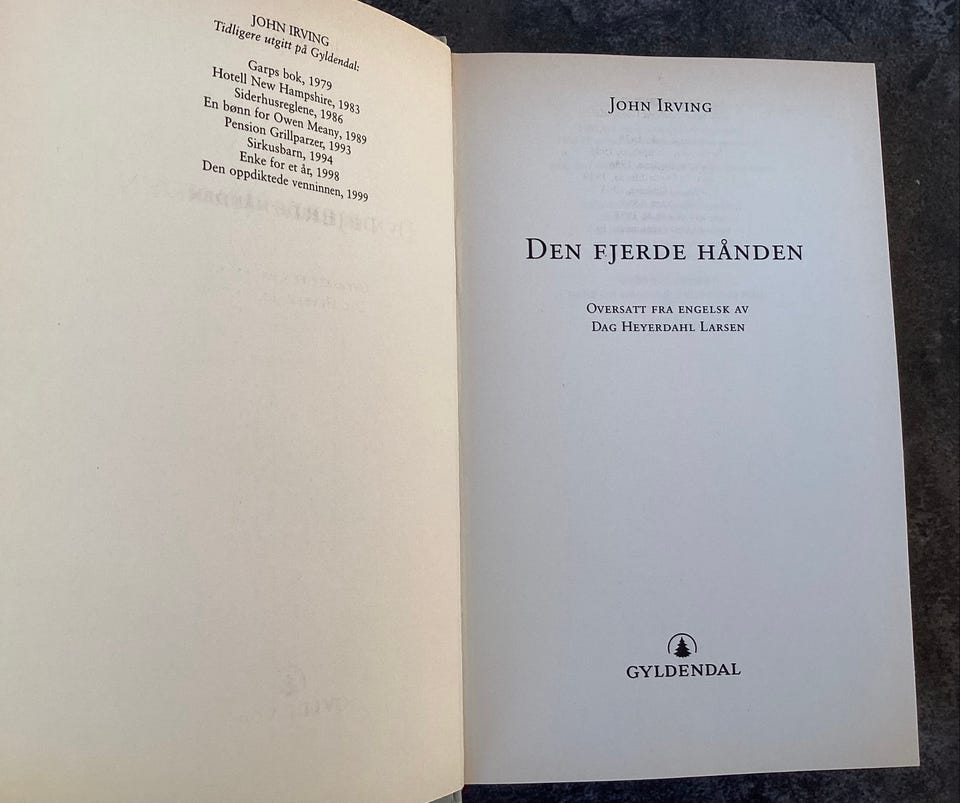 JOHN IRVING
Tidligere utgitt på Gyldendal:
Garps bok, 1979
Hotell New Hampshire, 1983
Siderhusreglene, 1986
En bønn for Owen Meany, 1989
Pension Grillparzer, 1993
Sirkusbarn, 1994
Enke for et år, 1998
Den oppdiktede venninnen, 1999
JOHN IRVING
DEN FJERDE HÅNDEN
OVERSATT FRA ENGELSK AV
DAG HEYERDAHL LARSEN
GYLDENDAL